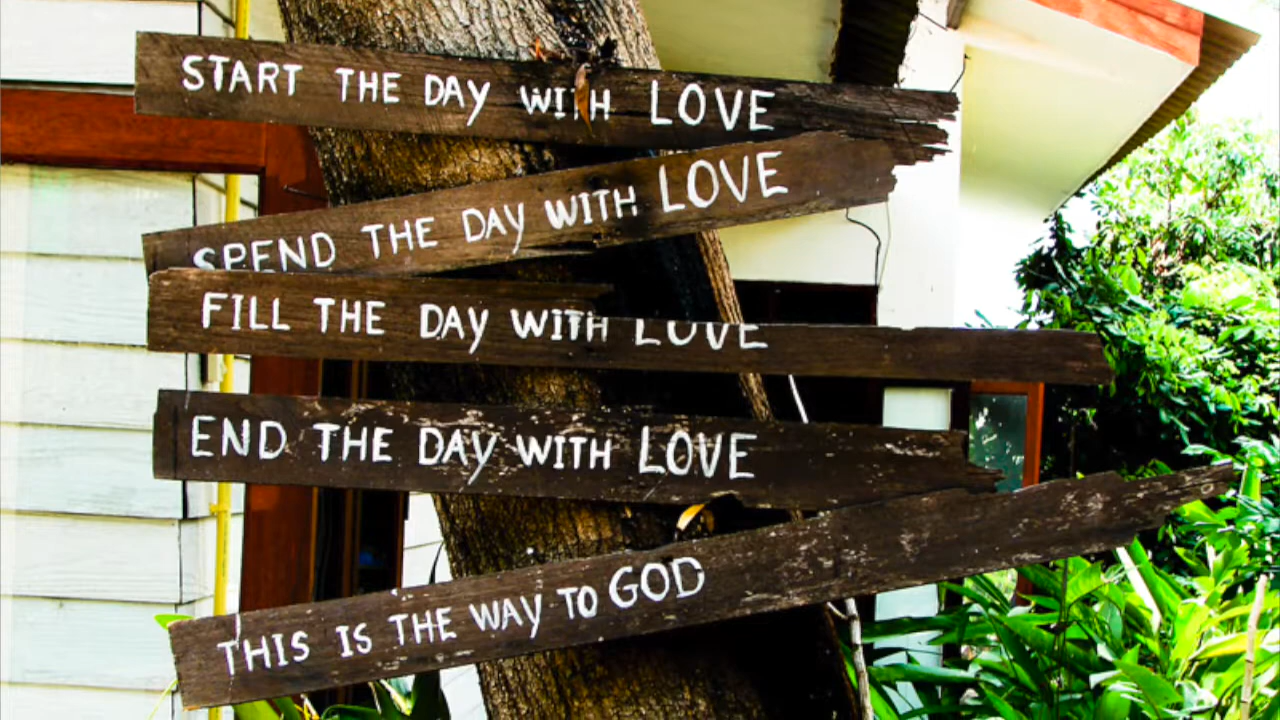 START THE DAY WITH LOVE
SPEND THE DAY WITH LOVE
FILL THE DAY WITH LOVE
END THE DAY WITH LOVE
THIS IS THE WAY TO GOD